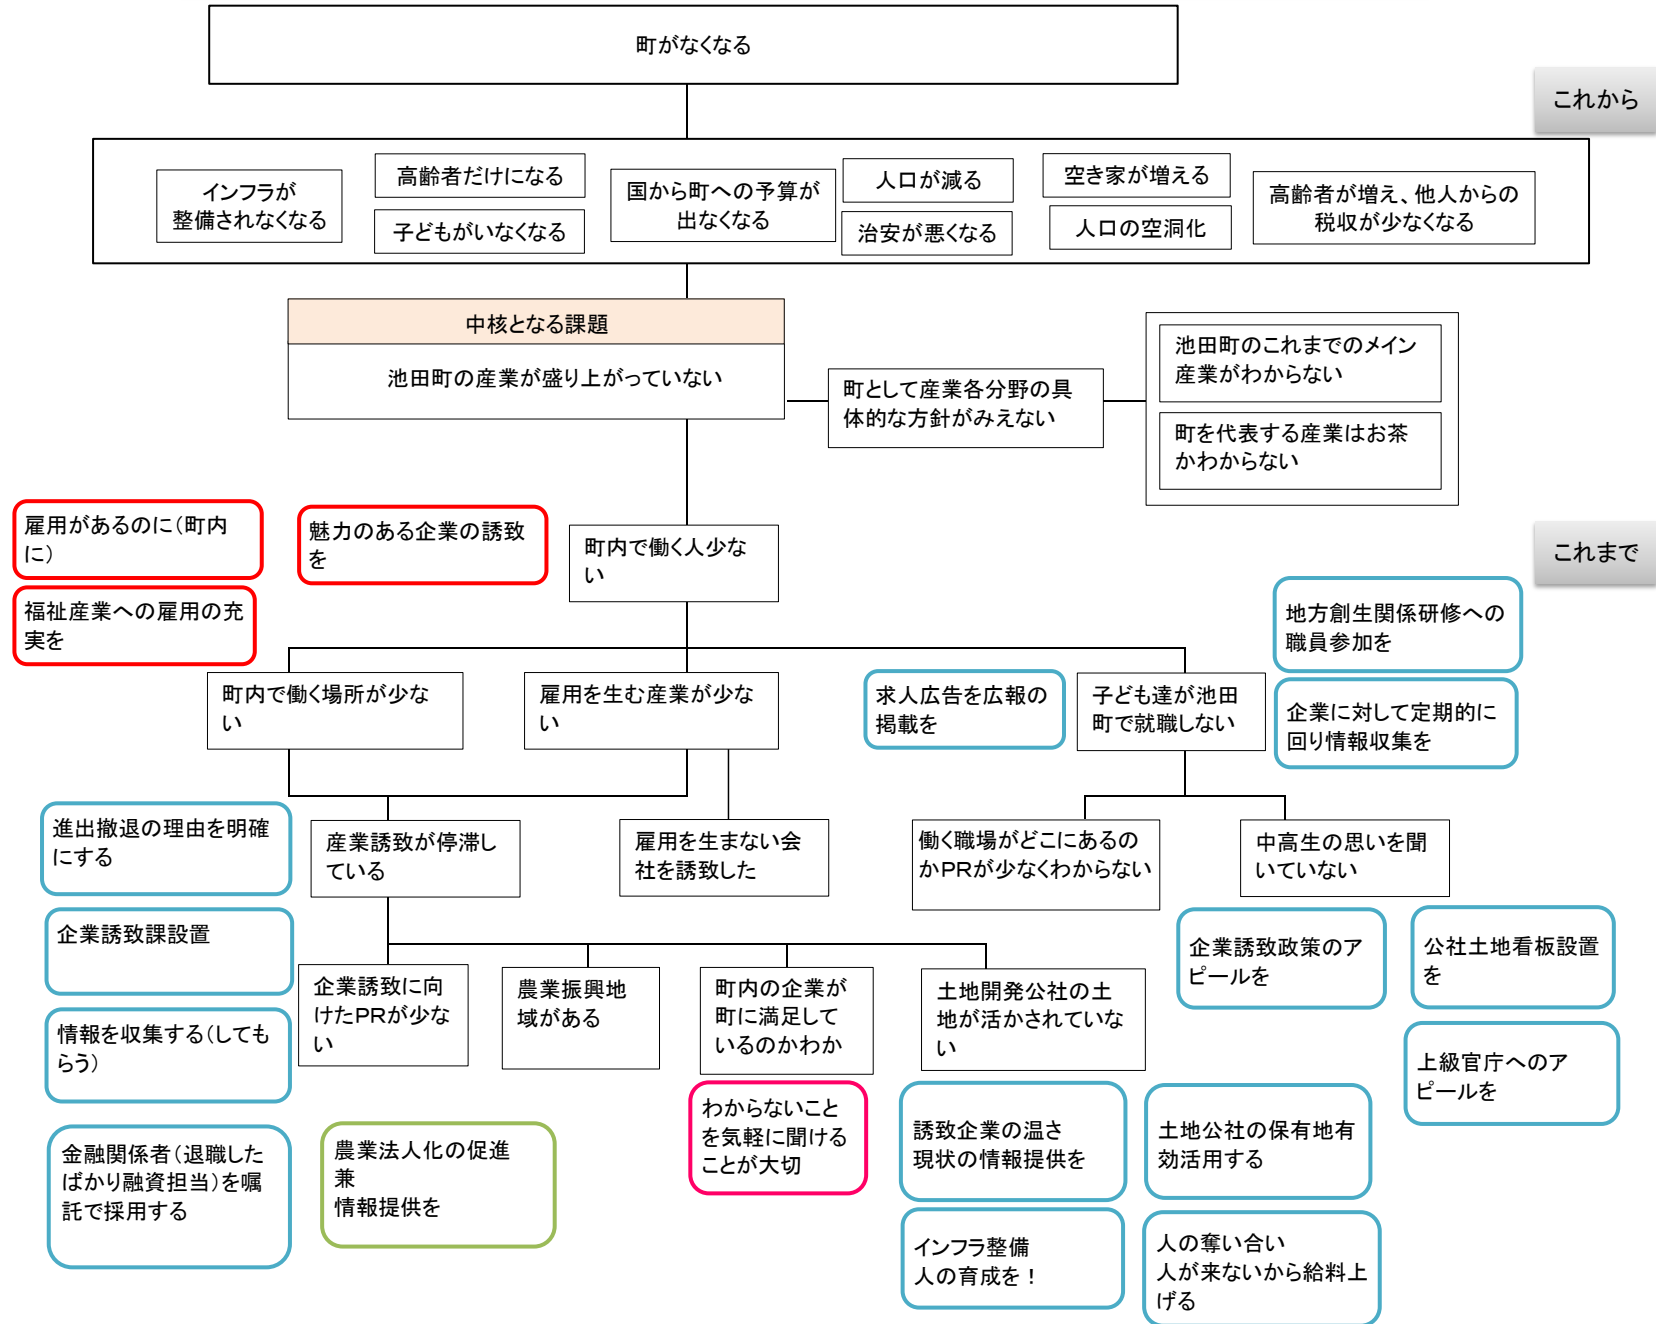 町がなくなる
これから
インフラが
整備されなくなる
高齢者だけになる
子どもがいなくなる
国から町への予算が
出なくなる
人口が減る
治安が悪くなる
空き家が増える
人口の空洞化
高齢者が増え、他人からの
税収が少なくなる
中核となる課題
池田町の産業が盛り上がっていない
町として産業各分野の具
体的な方針がみえない
池田町のこれまでのメイン
産業がわからない
町を代表する産業はお茶
かわからない
雇用があるのに(町内
に)
福祉産業への雇用の充
実を
魅力のある企業の誘致
を
町内で働く人少な
い
これまで
地方創生関係研修への
職員参加を
企業に対して定期的に
回り情報収集を
町内で働く場所が少な
い
雇用を生む産業が少な
い
求人広告を広報の
掲載を
子ども達が池田
町で就職しない
進出撤退の理由を明確
にする
産業誘致が停滞し
ている
雇用を生まない会
社を誘致した
働く職場がどこにあるの
かPRが少なくわからない
中高生の思いを聞
いていない
企業誘致課設置
企業誘致政策のア
ピールを
公社土地看板設置
を
情報を収集する(しても
らう)
企業誘致に向
けたPRが少な
い
農業振興地
域がある
町内の企業が
町に満足して
いるのかわか
土地開発公社の土
地が活かされていな
い
上級官庁へのア
ピールを
金融関係者(退職した
ばかり融資担当)を嘱
託で採用する
農業法人化の促進
兼
情報提供を
わからないこと
を気軽に聞ける
ことが大切
誘致企業の温さ
現状の情報提供を
土地公社の保有地有
効活用する
インフラ整備
人の育成を!
人の奪い合い
人が来ないから給料上
げる